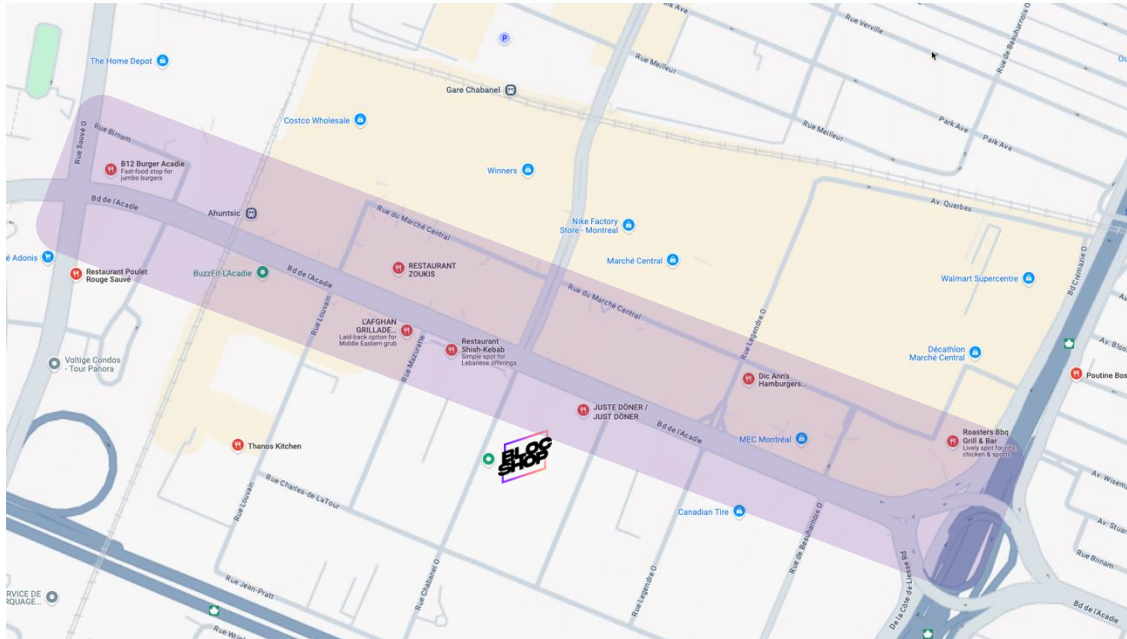 Park Ave
Rue Verville
Rue de Beauharnois O
Rue Meilleur
The Home Depot
P
Gare Chabanel
Costco Wholesale
Rue Meilleur
Park Ave
Park Ave
Rue Sauvé O
Rue Birnam
B12 Burger Acadie
Fast-food stop for
jumbo burgers
Winners
Bd de l'Acadie
Ahuntsic
Rue du Marché Central
Av. Querbes
Nike Factory
Store - Montreal
é Adonis
Restaurant Poulet
Rouge Sauvé
BuzzFit-L'Acadie
Bd de l'Acadie
RESTAURANT
ZOUKIS
Marché Central
Bd Crémazie O
Walmart Supercentre
Rue Louvain
Rue du Marché Central
Rue Legendre O
L'AFGHAN
GRILLADE...
Laid-back option for
Middle Eastern grub
Rue Mazurette
Restaurant
Shish-Kebab
Simple spot for
Lebanese offerings
Décathlon
Marché Central
Av. Bloo
Voltige Condos
- Tour Panora
Dic Ann's
Hamburgers...
Poutine Bos
JUSTE DÖNER /
JUST DÖNER
Bd de l'Acadie
MEC Montréal
Roasters Bbq
Grill & Bar
Lively spot for
chicken & sports
Thanos Kitchen
BLOC
SHOP
Av. Wisem
Rue Louvain
Rue Charles-de LaTour
Canadian Tire
Rue de Beauharnois O
Av. Stua
Rue Birnam
Rue Jean-Pratt
Rue Chabanel O
Rue Legendre O
De la Côte-de-Liesse Rd
RVICE DE
RQUAGE...
Bd de l'Acadie